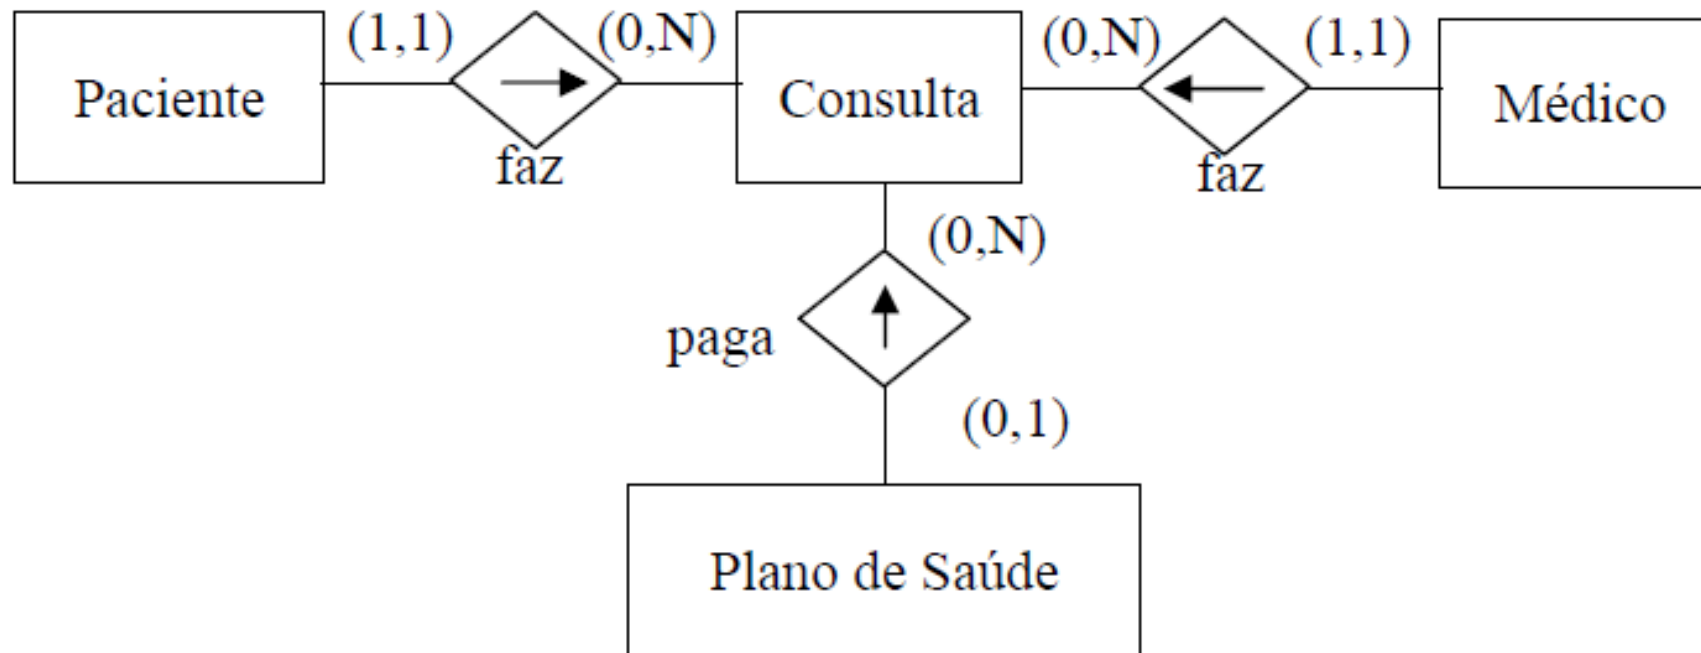 (1,1) (0,N) (0,N) (1,1)
Paciente Consulta Médico
faz faz
(0,N)
paga
(0,1)
Plano de Saúde